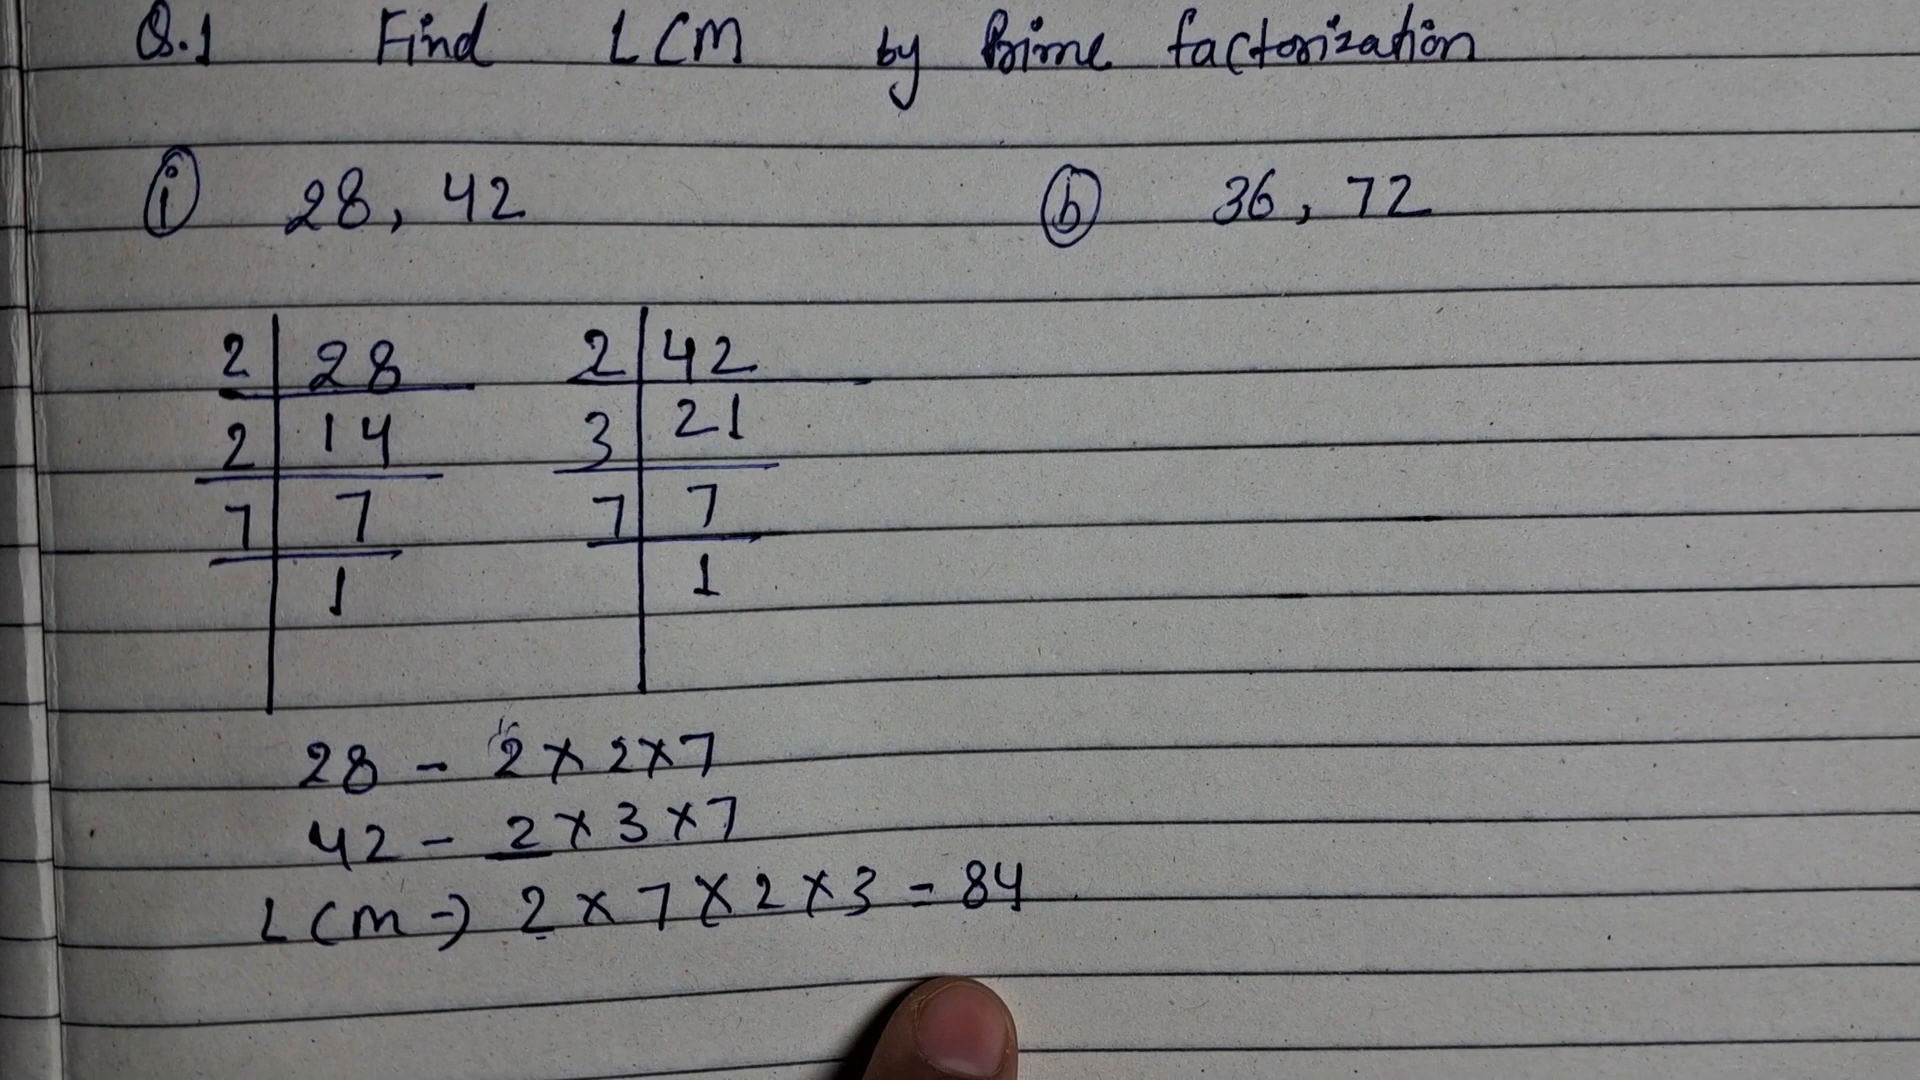 Q.1 Find LCM by Prime factorization
(i) 28, 42 (b) 36, 72
2 | 28 2 | 42
2 | 14 3 | 21
7 | 7 7 | 7
1 1
28 - 2 x 2 x 7
42 - 2 x 3 x 7
LCM → 2 x 7 x 2 x 3 = 84